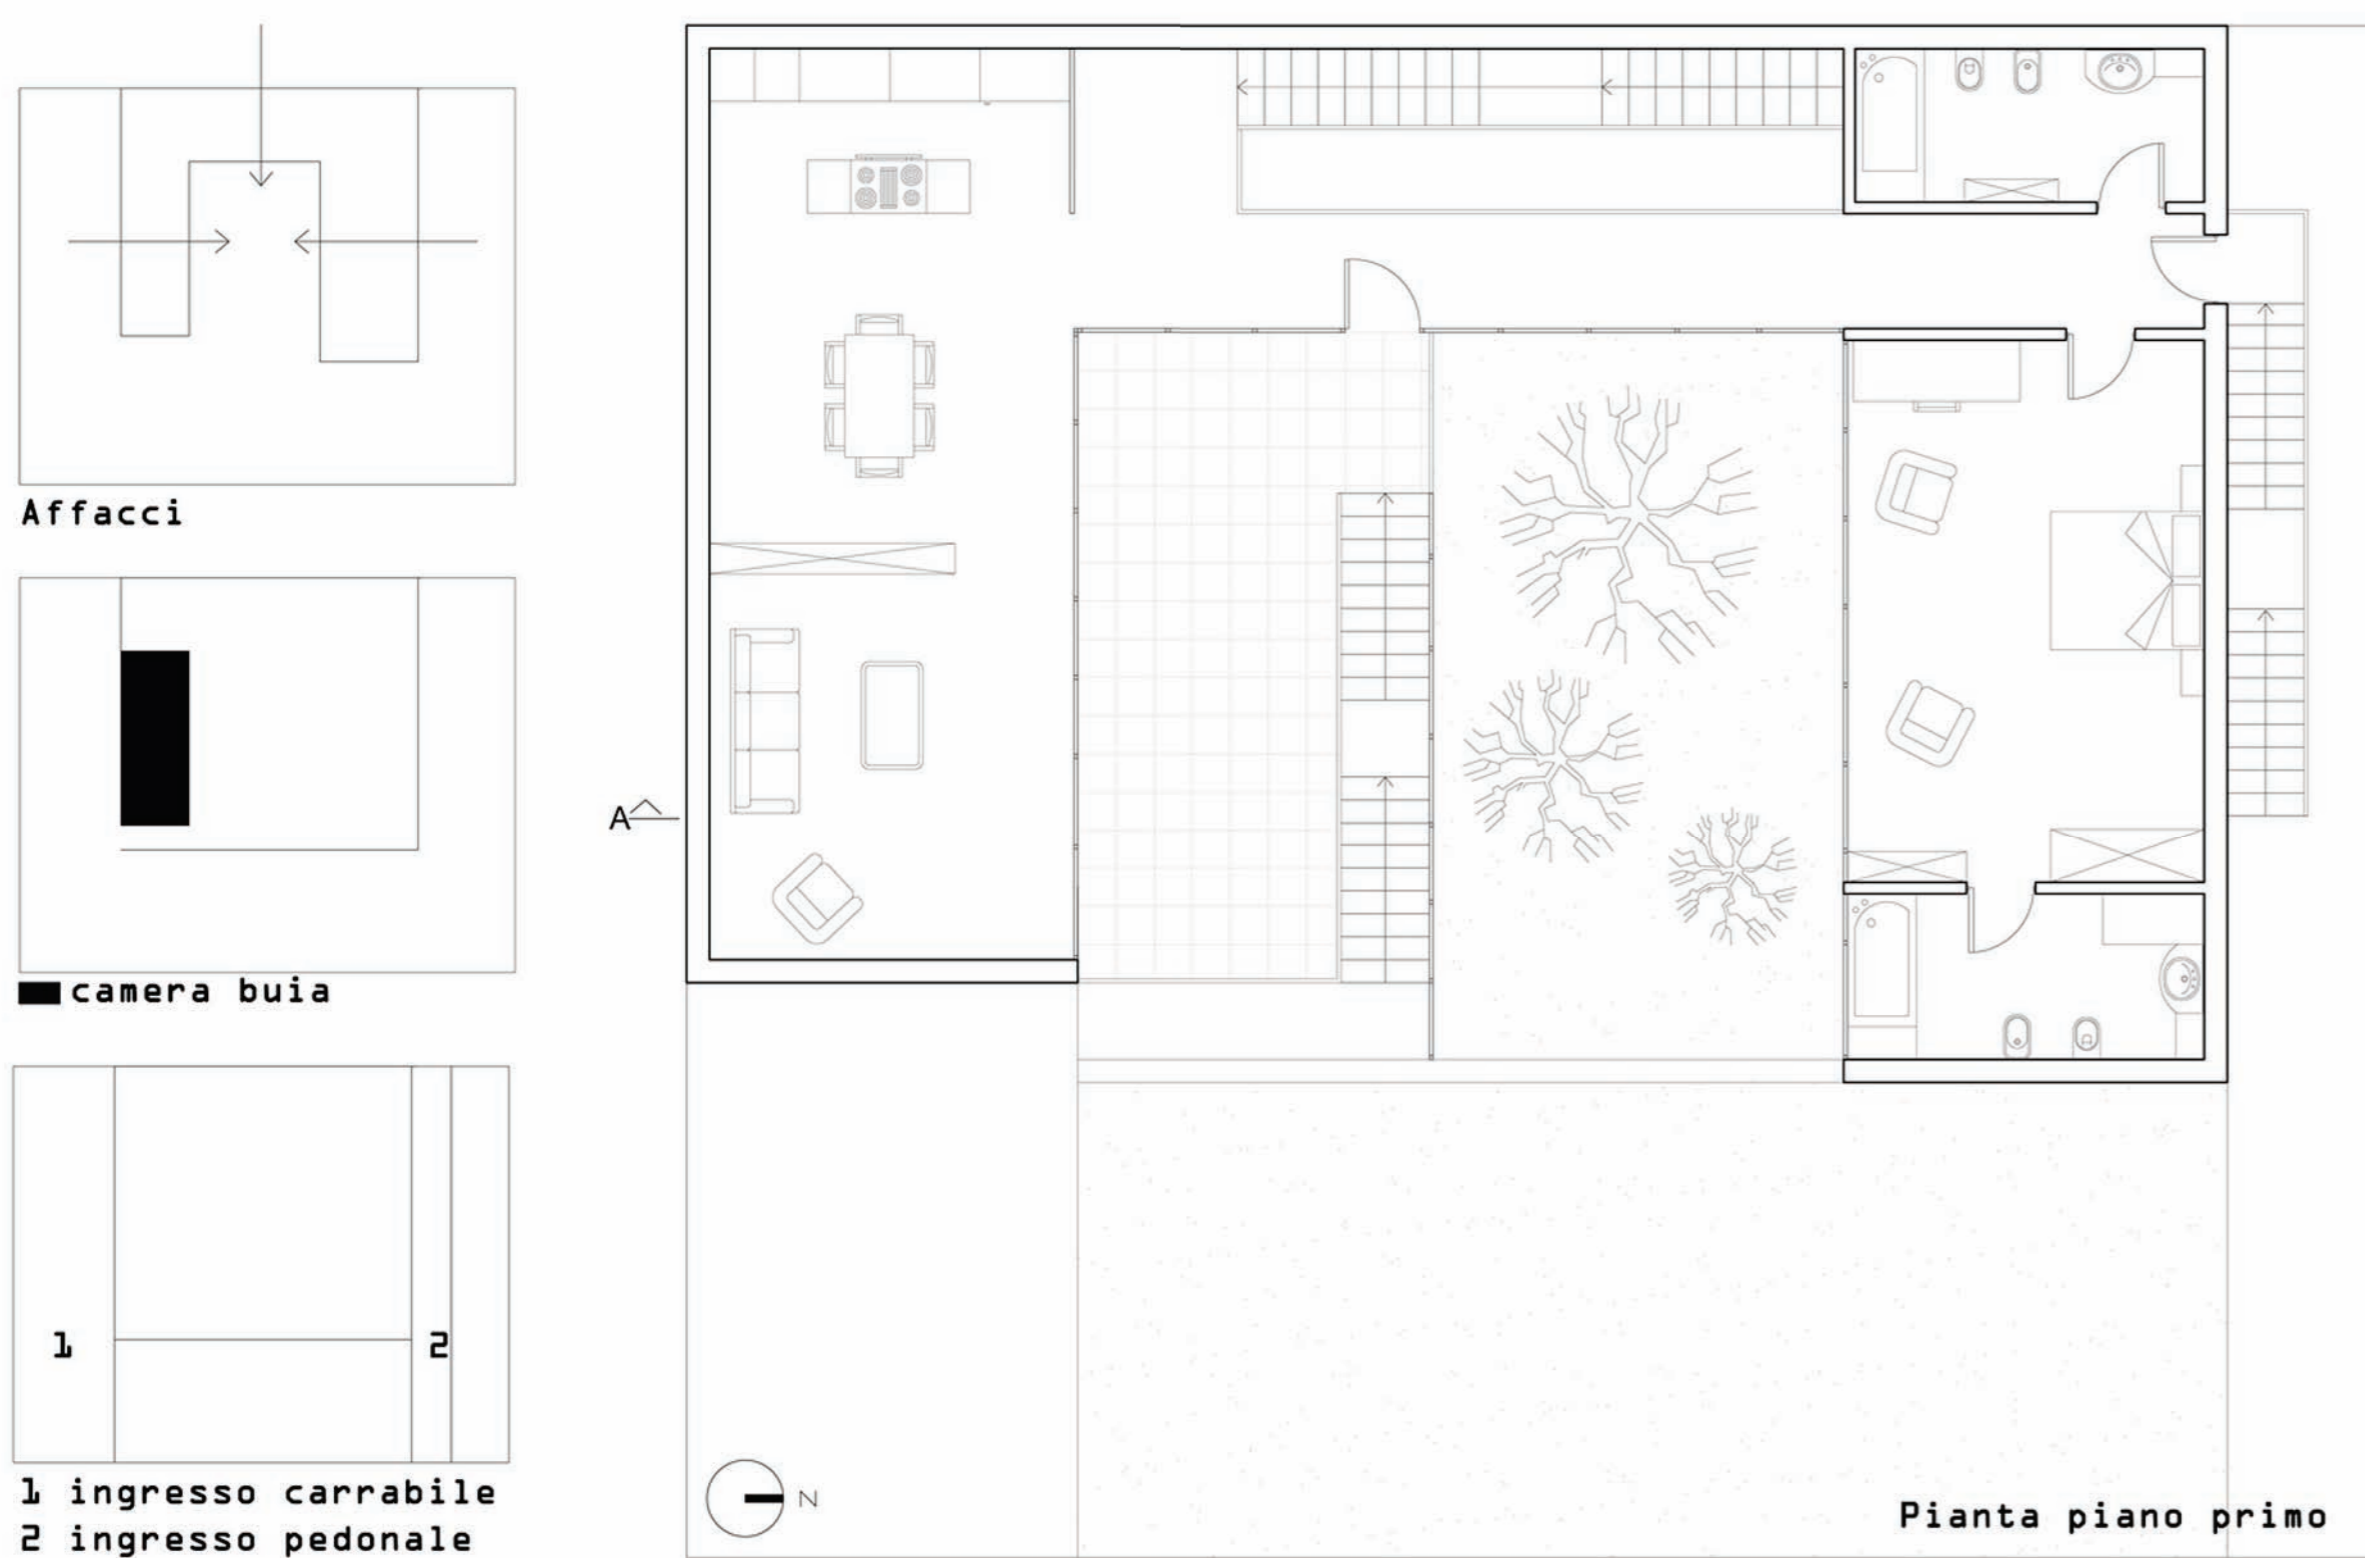 Affacci
camera buia
1
2
1 ingresso carrabile
2 ingresso pedonale
A
N
Pianta piano primo